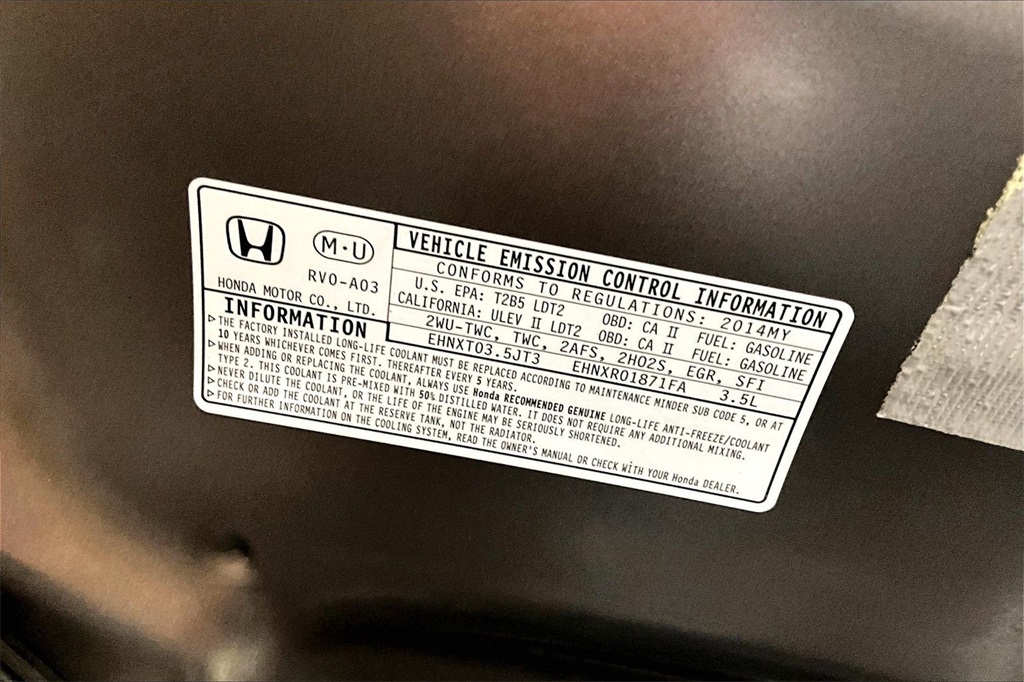 M·U
RV0-A03
HONDA MOTOR CO., LTD.
VEHICLE EMISSION CONTROL INFORMATION
CONFORMS TO REGULATIONS: 2014MY
U.S. EPA: T2B5 LDT2 OBD: CA II FUEL: GASOLINE
CALIFORNIA: ULEV II LDT2 OBD: CA II FUEL: GASOLINE
2WU-TWC, TWC, 2AFS, 2HO2S, EGR, SFI
EHNXT03.5JT3 EHNXR0187IFA 3.5L
INFORMATION
▷THE FACTORY INSTALLED LONG-LIFE COOLANT MUST BE REPLACED ACCORDING TO MAINTENANCE MINDER SUB CODE 5, OR AT
10 YEARS WHICHEVER COMES FIRST. THEREAFTER EVERY 5 YEARS.
▷WHEN ADDING OR REPLACING THE COOLANT, ALWAYS USE Honda RECOMMENDED GENUINE LONG-LIFE ANTI-FREEZE/COOLANT
TYPE 2. THIS COOLANT IS PRE-MIXED WITH 50% DISTILLED WATER. IT DOES NOT REQUIRE ANY ADDITIONAL MIXING.
▷NEVER DILUTE THE COOLANT, OR THE LIFE OF THE ENGINE MAY BE SERIOUSLY SHORTENED.
▷CHECK OR ADD THE COOLANT AT THE RESERVE TANK, NOT THE RADIATOR.
▷FOR FURTHER INFORMATION ON THE COOLING SYSTEM, READ THE OWNER'S MANUAL OR CHECK WITH YOUR Honda DEALER.